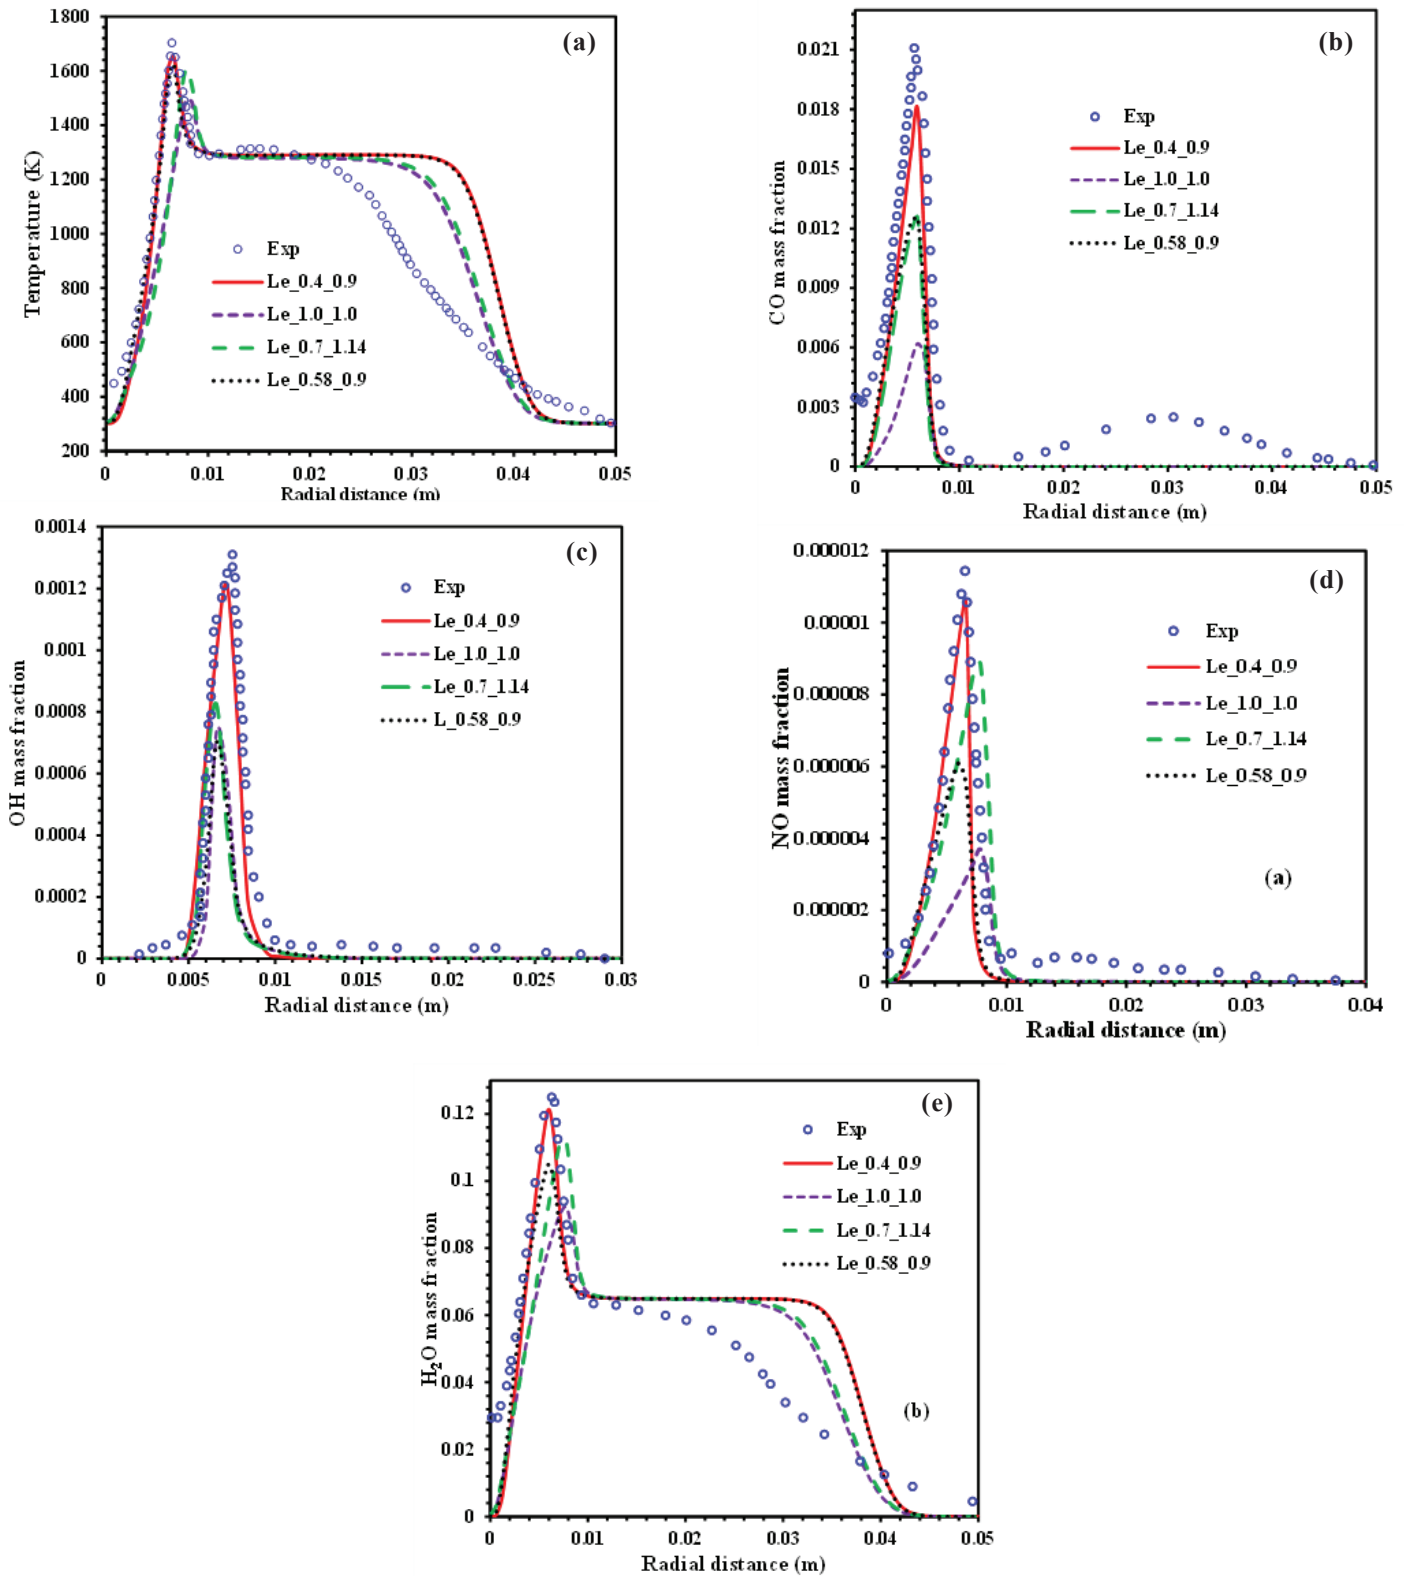 (a)
1800
1600
1400
1200
1000
800
600
400
200
Temperature (K)
Exp
Le_0.4_0.9
Le_1.0_1.0
Le_0.7_1.14
Le_0.58_0.9
0
0.01
0.02
0.03
0.04
0.05
Radial distance (m)
(b)
0.021
0.018
0.015
0.012
0.009
0.006
0.003
0
CO mass fraction
Exp
Le_0.4_0.9
Le_1.0_1.0
Le_0.7_1.14
Le_0.58_0.9
0
0.01
0.02
0.03
0.04
0.05
Radial distance (m)
(c)
0.0014
0.0012
0.001
0.0008
0.0006
0.0004
0.0002
0
OH mass fraction
Exp
Le_0.4_0.9
Le_1.0_1.0
Le_0.7_1.14
L_0.58_0.9
0
0.005
0.01
0.015
0.02
0.025
0.03
Radial distance (m)
(d)
0.000012
0.00001
0.000008
0.000006
0.000004
0.000002
0
NO mass fraction
Exp
Le_0.4_0.9
Le_1.0_1.0
Le_0.7_1.14
Le_0.58_0.9
(a)
0
0.01
0.02
0.03
0.04
Radial distance (m)
(e)
0.12
0.1
0.08
0.06
0.04
0.02
0
H₂O mass fraction
Exp
Le_0.4_0.9
Le_1.0_1.0
Le_0.7_1.14
Le_0.58_0.9
(b)
0
0.01
0.02
0.03
0.04
0.05
Radial distance (m)